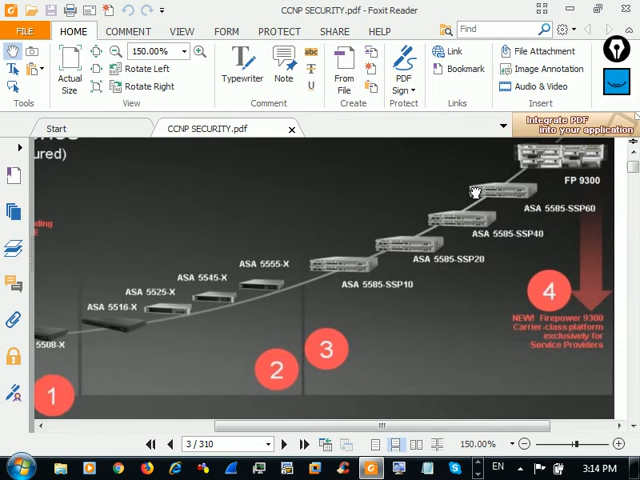 CCNP SECURITY.pdf - Foxit Reader
FILE
HOME
COMMENT
VIEW
FORM
PROTECT
SHARE
HELP
Find
Actual
Size
150.00%
Rotate Left
Rotate Right
Typewriter
Note
abc
T
U
From
File
PDF
Sign
Link
Bookmark
File Attachment
Image Annotation
Audio & Video
Tools
View
Comment
Create
Protect
Links
Insert
Start
CCNP SECURITY.pdf
Integrate PDF
into your application
ured)
FP 9300
ASA 5585-SSP60
ASA 5585-SSP40
ASA 5585-SSP20
ASA 5585-SSP10
ASA 5555-X
ASA 5545-X
ASA 5525-X
ASA 5516-X
5508-X
1
2
3
4
NEW! Firepower 9300
Carrier-class platform
exclusively for
Service Providers
3 / 310
150.00%
EN
3:14 PM